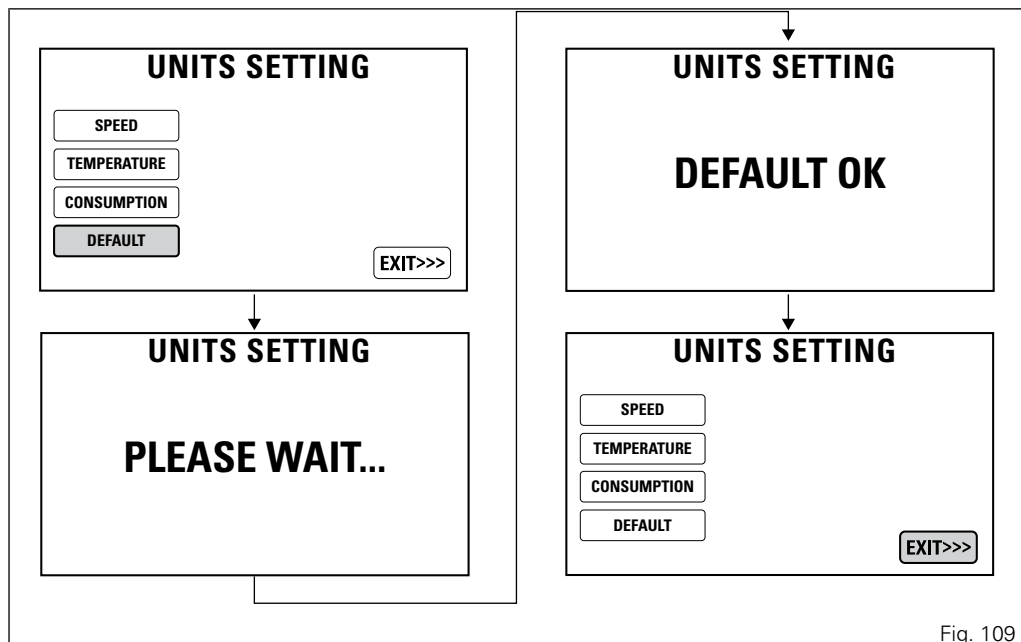 UNITS SETTING
SPEED
TEMPERATURE
CONSUMPTION
DEFAULT
EXIT>>>
UNITS SETTING
PLEASE WAIT...
UNITS SETTING
DEFAULT OK
UNITS SETTING
SPEED
TEMPERATURE
CONSUMPTION
DEFAULT
EXIT>>>
Fig. 109